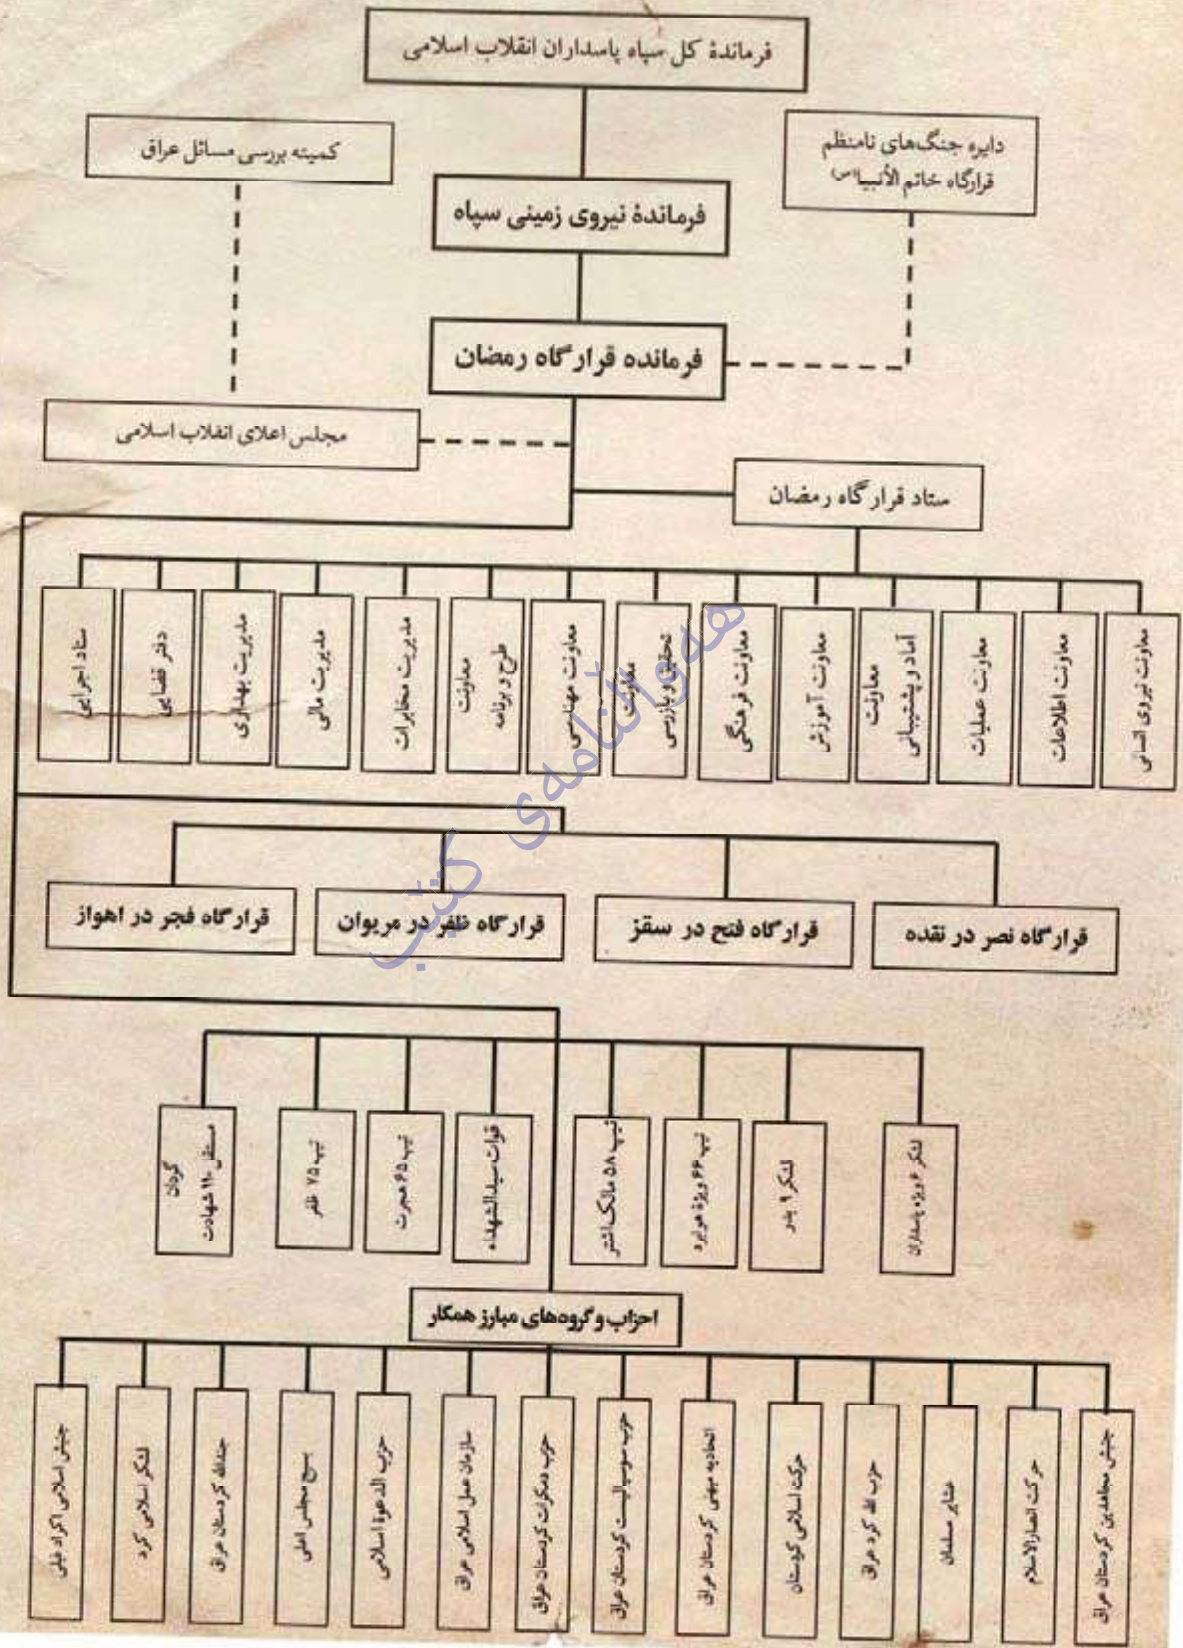 فرماندهٔ کل سپاه پاسداران انقلاب اسلامی
دایره جنگ‌های نامنظم
قرارگاه خاتم الأنبیا(ص)
کمیته بررسی مسائل عراق
فرماندهٔ نیروی زمینی سپاه
فرمانده قرارگاه رمضان
مجلس اعلای انقلاب اسلامی
ستاد قرارگاه رمضان
معاونت نیروی انسانی
معاونت اطلاعات
معاونت عملیات
معاونت
آماد و پشتیبانی
معاونت آموزش
معاونت فرهنگی
معاونت
تحقیق و بازرسی
معاونت مهندسی
معاونت
طرح و برنامه
مدیریت مخابرات
مدیریت مالی
مدیریت بهداری
دفتر قضایی
ستاد اجرایی
هەواڵنامەی کتێب
قرارگاه نصر در نقده
قرارگاه فتح در سقز
قرارگاه ظفر در مریوان
قرارگاه فجر در اهواز
لشکر ۶ ویژه پاسداران
لشکر ۹ بدر
تیپ ۶۶ ویژهٔ هوابرد
تیپ ۵۸ مالک اشتر
قوات سیدالشهداء
تیپ ۶۵ هجرت
تیپ ۷۵ ظفر
گردان
مستقل ۱۱۰ شهادت
احزاب و گروه‌های مبارز همکار
جنبش مجاهدین کردستان عراق
حرکت انصارالاسلام
عشایر مسلمان
حزب الله کرد عراق
حرکت اسلامی کردستان
اتحادیه میهنی کردستان عراق
حزب سوسیالیست کردستان عراق
حزب دمکرات کردستان عراق
سازمان عمل اسلامی عراق
حزب الدعوة اسلامی
بسیج مجلس اعلی
جندالله کردستان عراق
لشکر اسلامی کرد
جنبش اسلامی اکراد فیلی